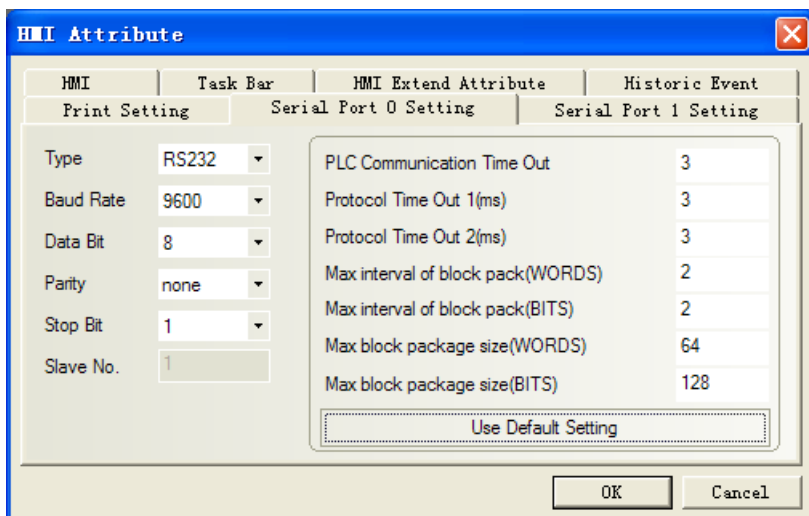 HMI Attribute
HMI Task Bar HMI Extend Attribute Historic Event
Print Setting Serial Port 0 Setting Serial Port 1 Setting
Type RS232
Baud Rate 9600
Data Bit 8
Parity none
Stop Bit 1
Slave No. 1
PLC Communication Time Out 3
Protocol Time Out 1(ms) 3
Protocol Time Out 2(ms) 3
Max interval of block pack(WORDS) 2
Max interval of block pack(BITS) 2
Max block package size(WORDS) 64
Max block package size(BITS) 128
Use Default Setting
OK Cancel